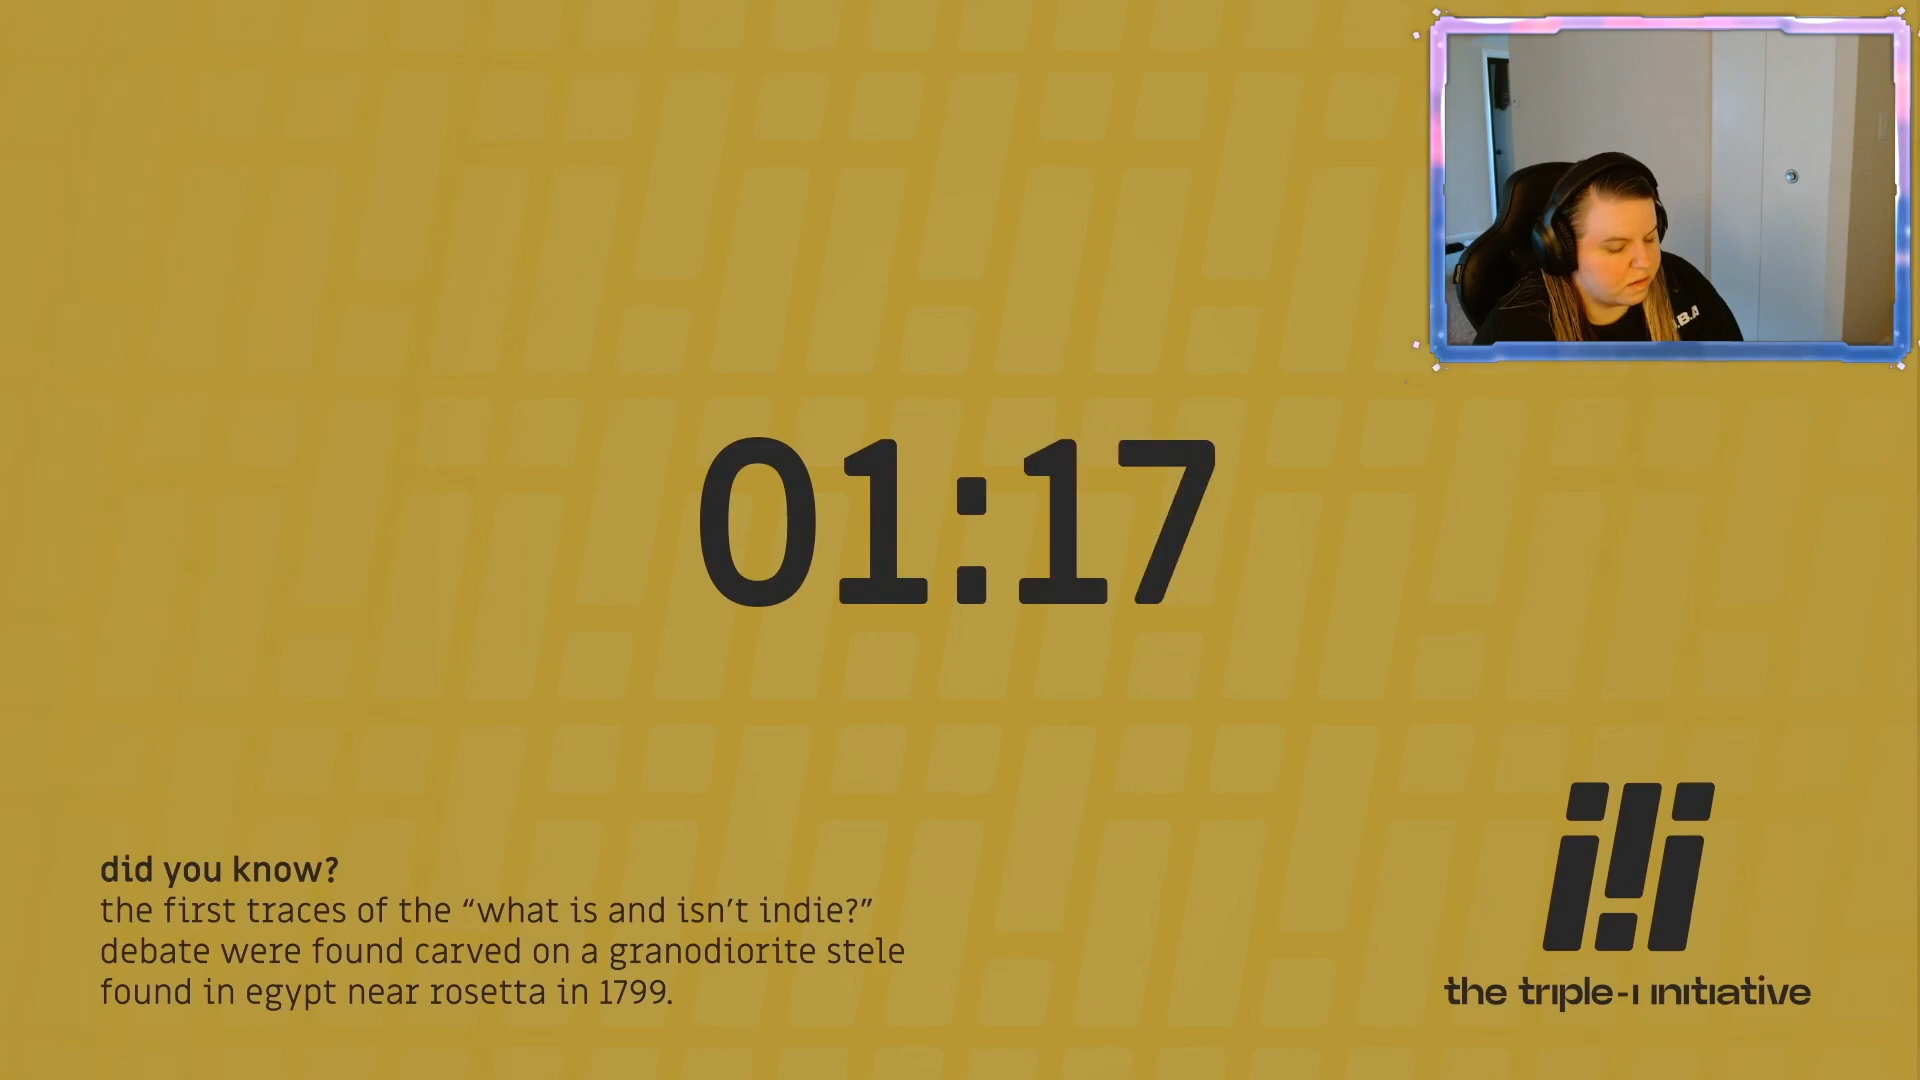 .B.A
01:17
did you know?
the first traces of the “what is and isn’t indie?”
debate were found carved on a granodiorite stele
found in egypt near rosetta in 1799.
the triple-i initiative